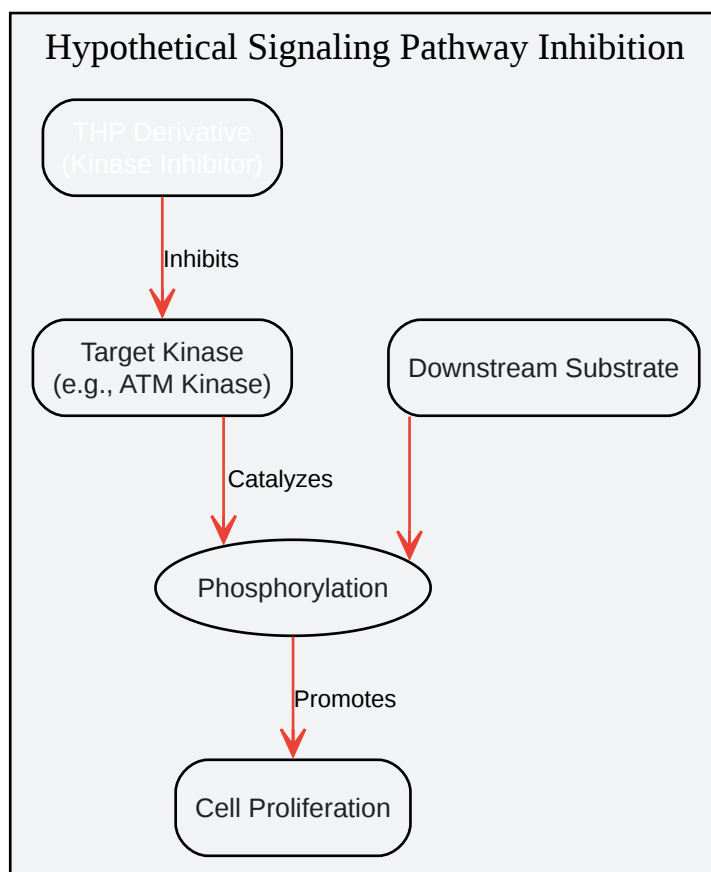 Hypothetical Signaling Pathway Inhibition
THP Derivative
(Kinase Inhibitor)
Inhibits
Target Kinase
(e.g., ATM Kinase)
Downstream Substrate
Catalyzes
Phosphorylation
Promotes
Cell Proliferation